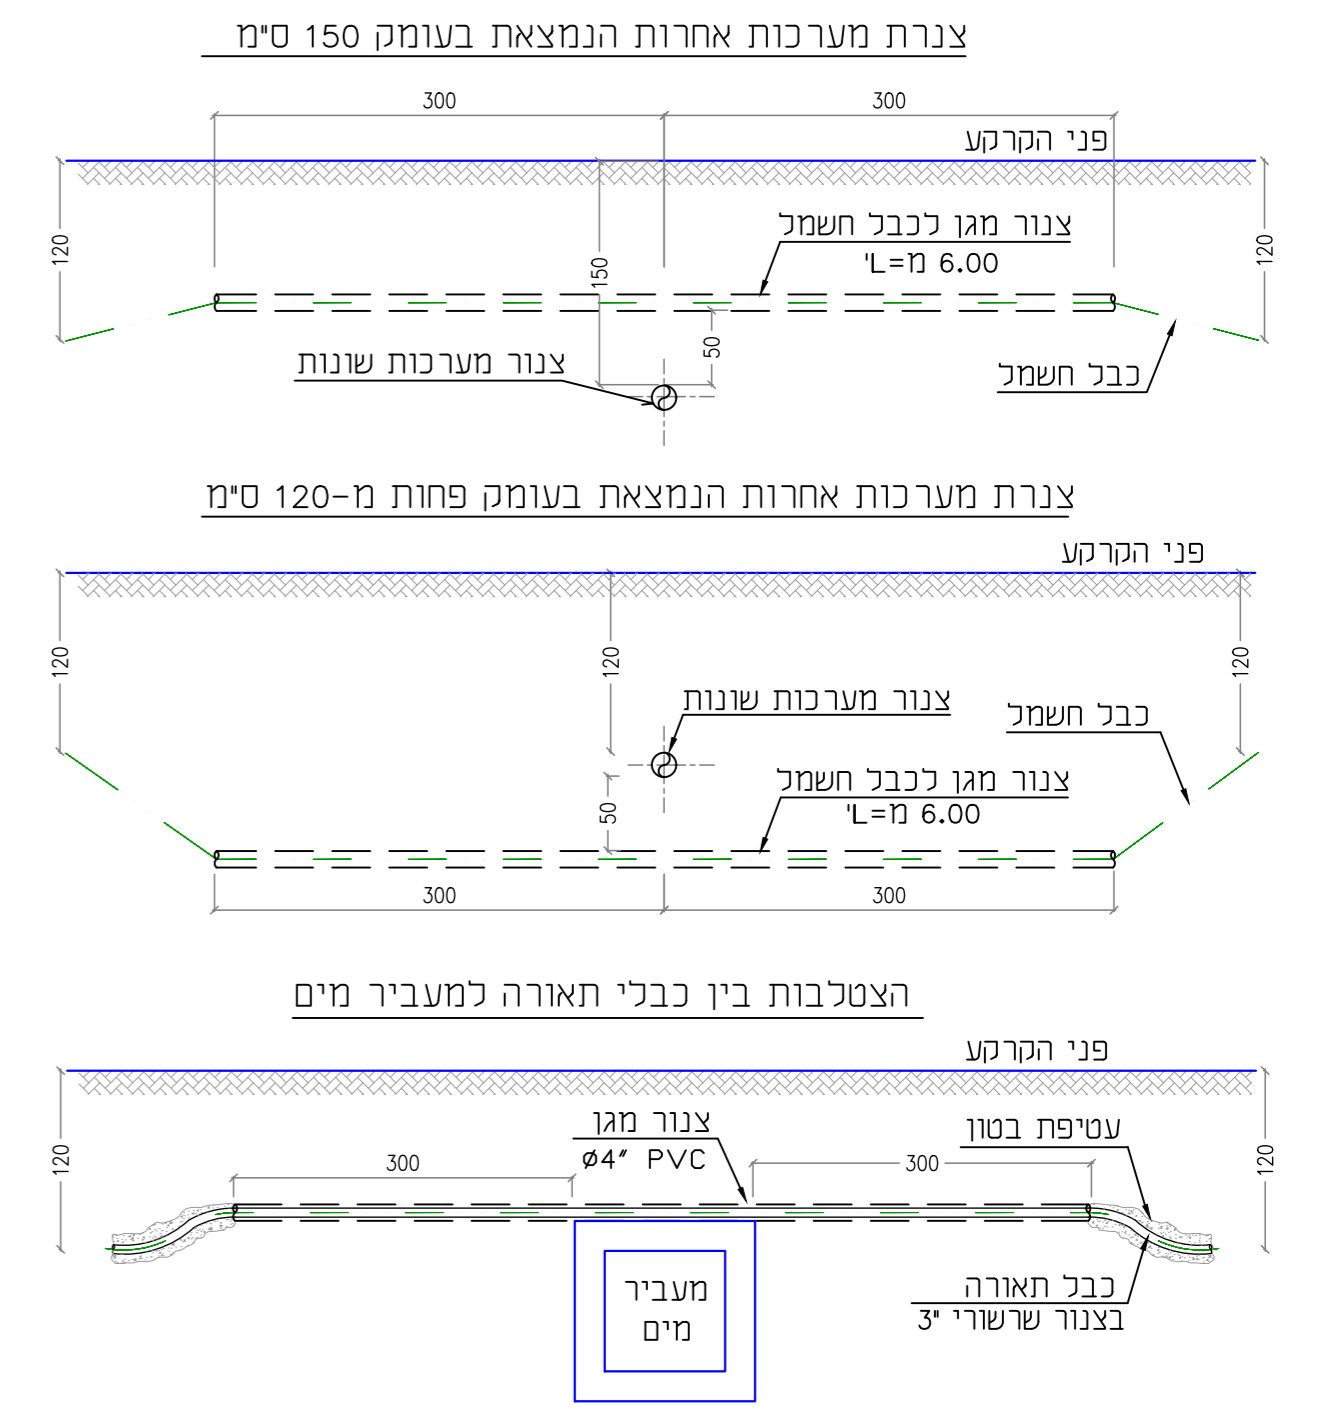 צנרת מערכות אחרות הנמצאת בעומק 150 ס"מ
300
300
פני הקרקע
120
150
צנור מגן לכבל חשמל
L=מ' 6.00
120
50
צנור מערכות שונות
כבל חשמל
צנרת מערכות אחרות הנמצאת בעומק פחות מ-120 ס"מ
פני הקרקע
120
120
120
צנור מערכות שונות
כבל חשמל
צנור מגן לכבל חשמל
L=מ' 6.00
50
300
300
הצטלבות בין כבלי תאורה למעביר מים
פני הקרקע
120
צנור מגן
ø4" PVC
עטיפת בטון
120
300
300
מעביר
מים
כבל תאורה
בצנור שרשורי 3"